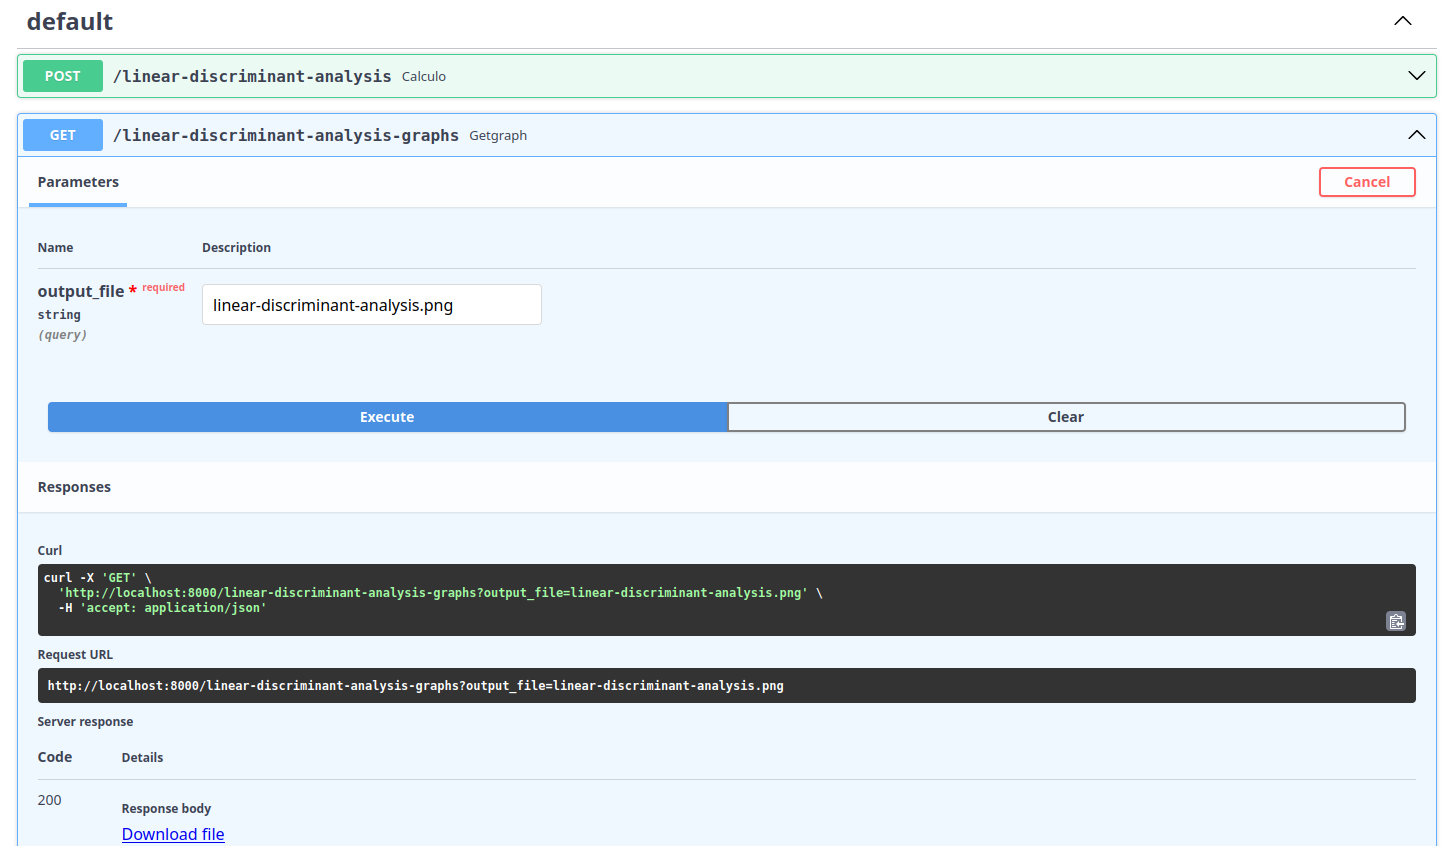 default
POST /linear-discriminant-analysis Calculo
GET /linear-discriminant-analysis-graphs Getgraph
Parameters Cancel
Name Description
output_file * required linear-discriminant-analysis.png
string
(query)
Execute Clear
Responses
Curl
curl -X 'GET' \
'http://localhost:8000/linear-discriminant-analysis-graphs?output_file=linear-discriminant-analysis.png' \
-H 'accept: application/json'
Request URL
http://localhost:8000/linear-discriminant-analysis-graphs?output_file=linear-discriminant-analysis.png
Server response
Code Details
200 Response body
Download file